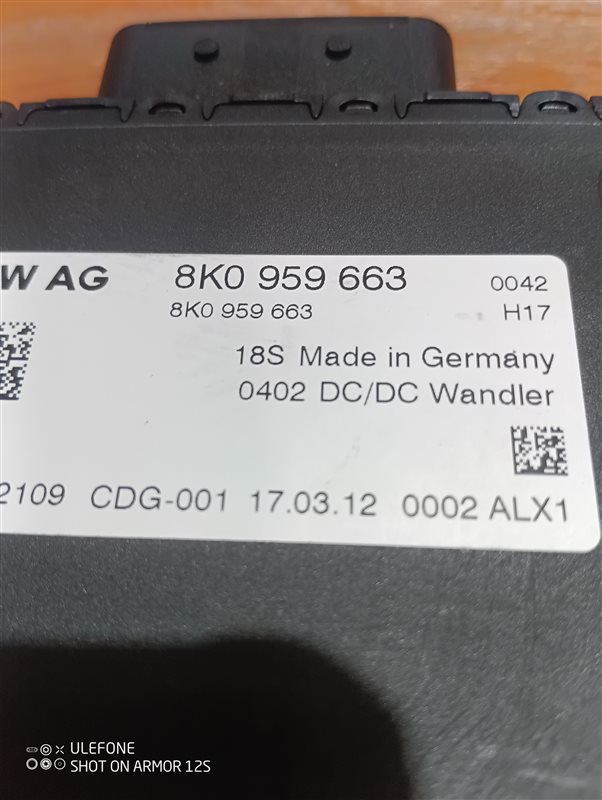 W AG 8K0 959 663 0042
8K0 959 663 H17
18S Made in Germany
0402 DC/DC Wandler
2109 CDG-001 17.03.12 0002 ALX1
ULEFONE
SHOT ON ARMOR 12S